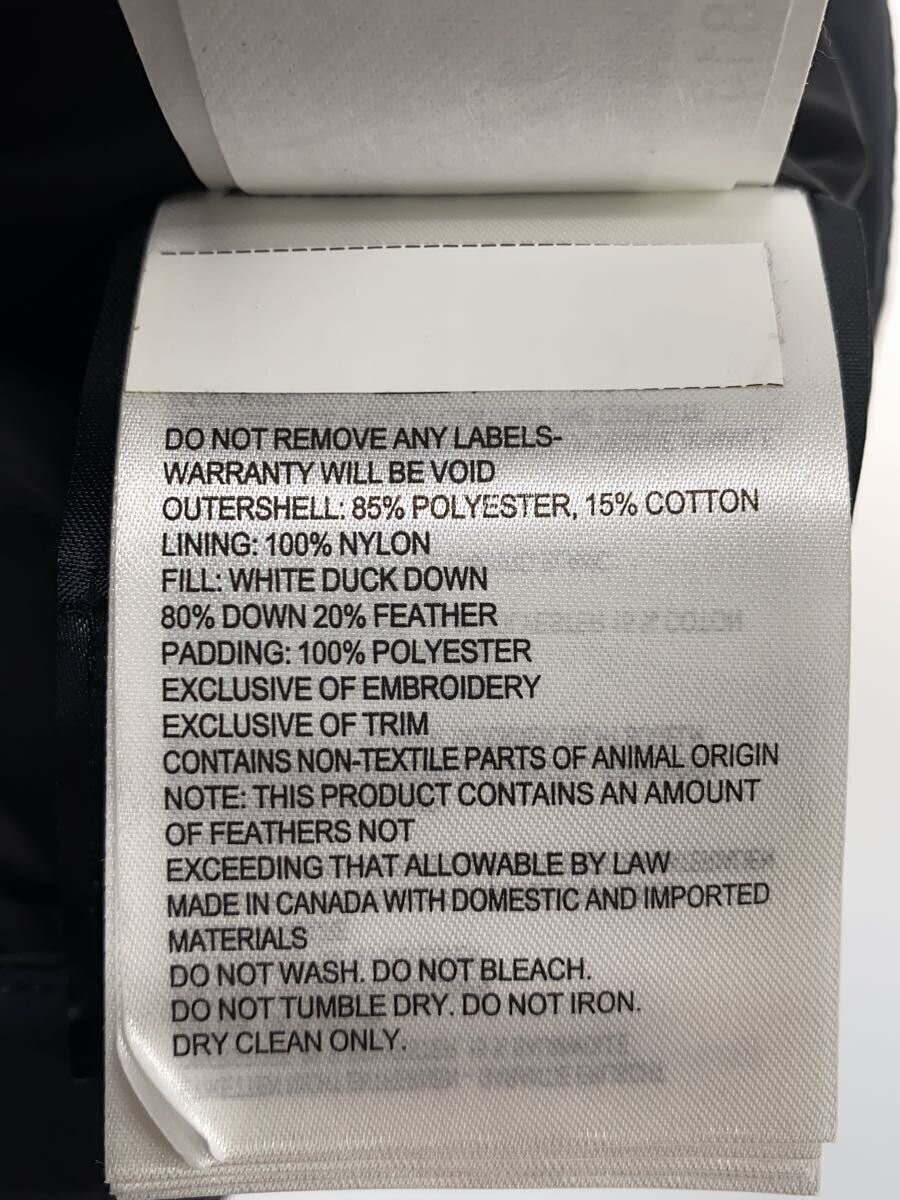 DO NOT REMOVE ANY LABELS-
WARRANTY WILL BE VOID
OUTERSHELL: 85% POLYESTER, 15% COTTON
LINING: 100% NYLON
FILL: WHITE DUCK DOWN
80% DOWN 20% FEATHER
PADDING: 100% POLYESTER
EXCLUSIVE OF EMBROIDERY
EXCLUSIVE OF TRIM
CONTAINS NON-TEXTILE PARTS OF ANIMAL ORIGIN
NOTE: THIS PRODUCT CONTAINS AN AMOUNT
OF FEATHERS NOT
EXCEEDING THAT ALLOWABLE BY LAW
MADE IN CANADA WITH DOMESTIC AND IMPORTED
MATERIALS
DO NOT WASH. DO NOT BLEACH.
DO NOT TUMBLE DRY. DO NOT IRON.
DRY CLEAN ONLY.